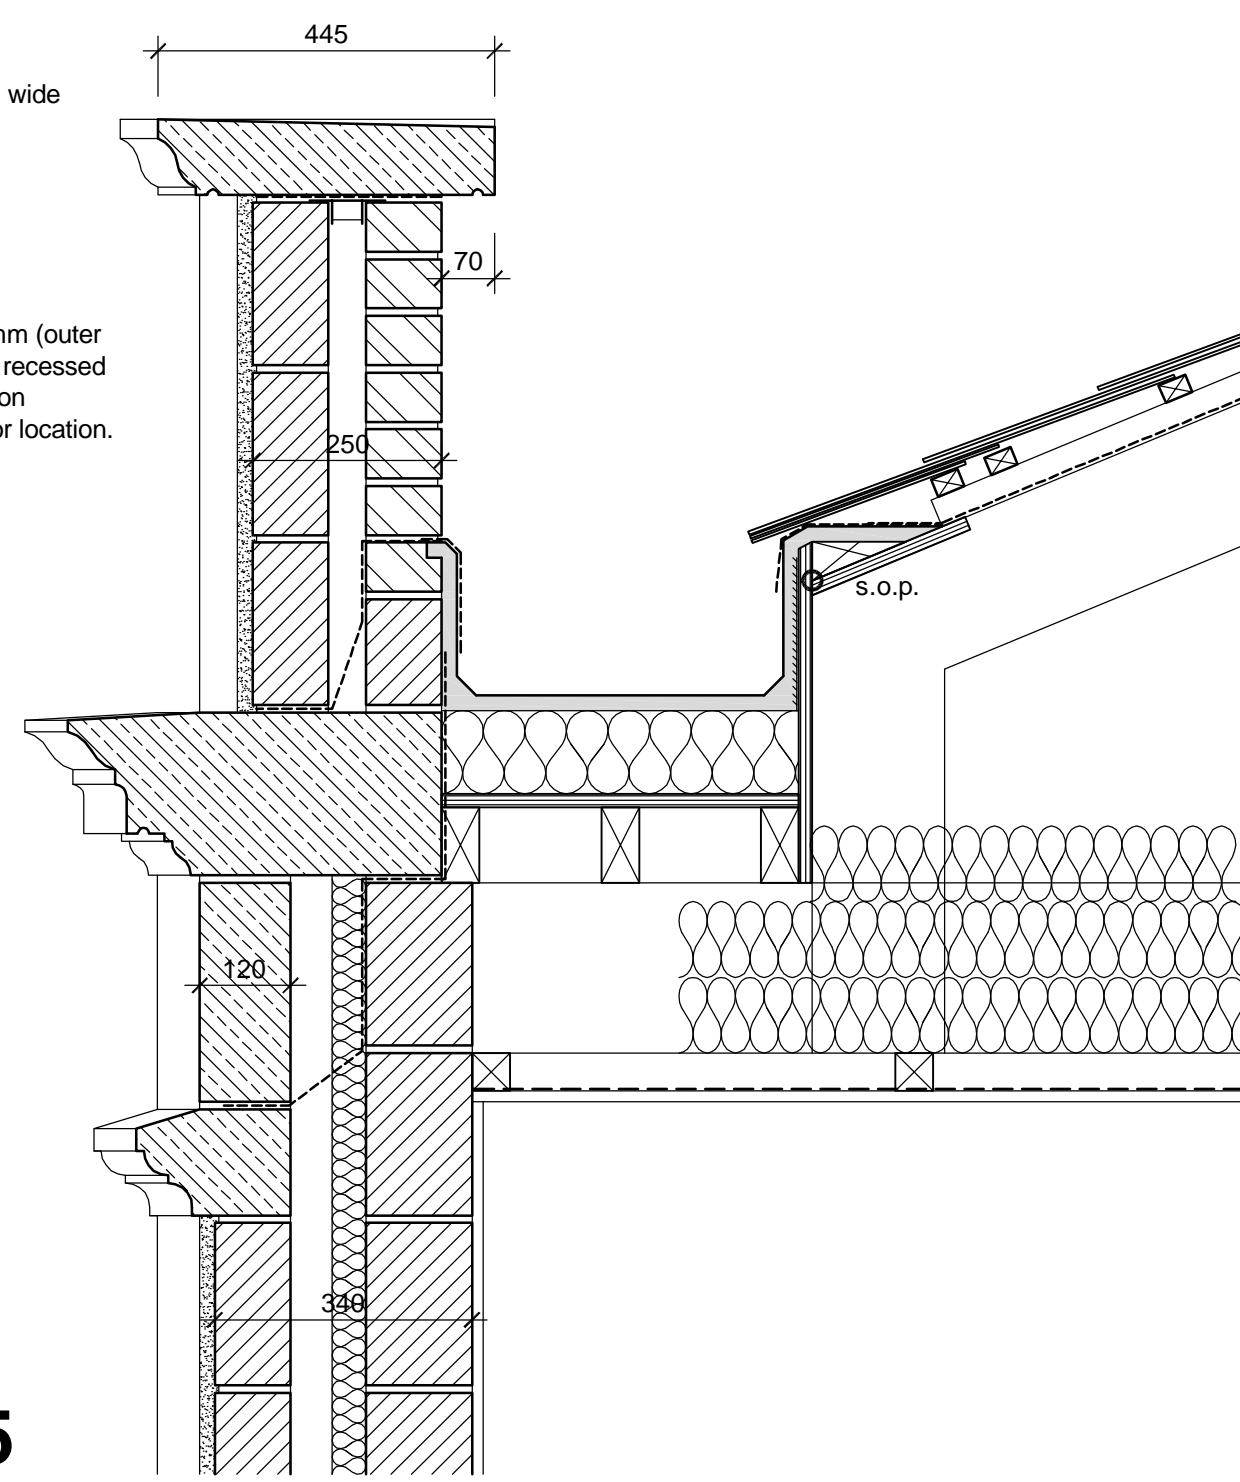 445
wide
70
mm (outer
recessed
on
or location.
250
s.o.p.
120
340
5